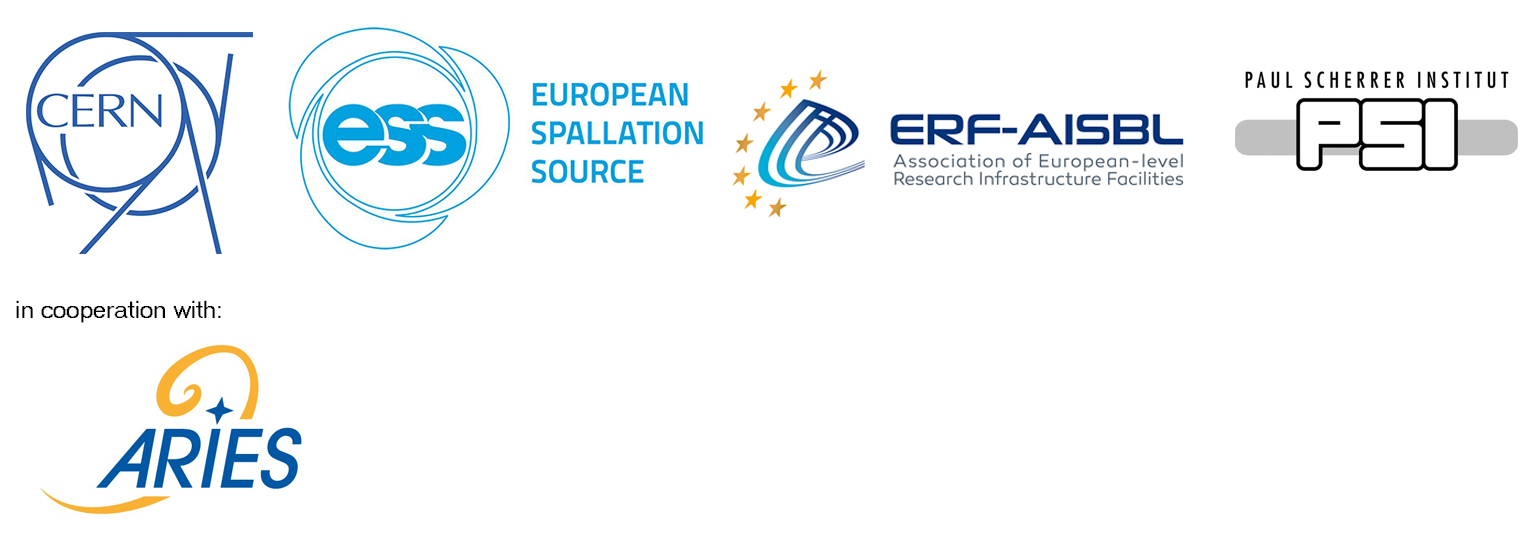 CERN
ess
EUROPEAN
SPALLATION
SOURCE
ERF-AISBL
Association of European-level
Research Infrastructure Facilities
PAUL SCHERRER INSTITUT
PSI
in cooperation with:
ARIES